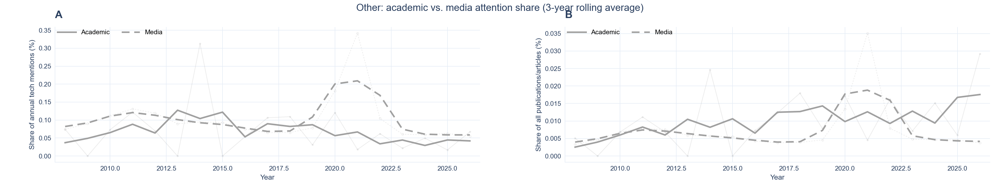 Other: academic vs. media attention share (3-year rolling average)
A
Academic
Media
Share of annual tech mentions (%)
0.35
0.30
0.25
0.20
0.15
0.10
0.05
0.00
2010.0
2012.5
2015.0
2017.5
2020.0
2022.5
2025.0
Year
B
Academic
Media
Share of all publications/articles (%)
0.035
0.030
0.025
0.020
0.015
0.010
0.005
0.000
2010.0
2012.5
2015.0
2017.5
2020.0
2022.5
2025.0
Year